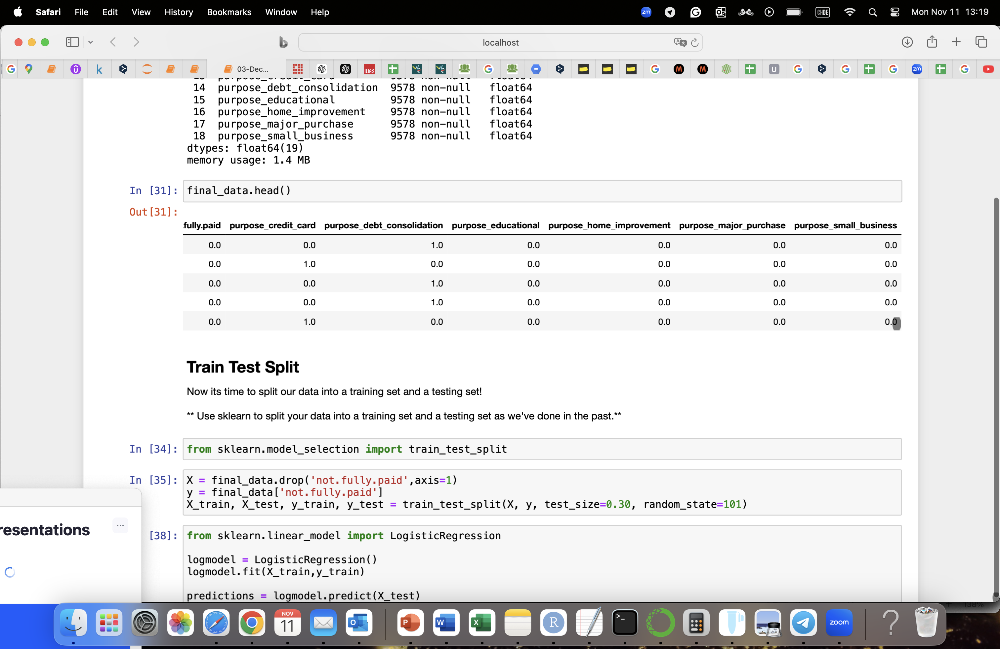 Safari File Edit View History Bookmarks Window Help zm CHDE Mon Nov 11 13:19
localhost
03-Dec...
ILIAS
U
zm
14 purpose_debt_consolidation 9578 non-null float64
15 purpose_educational 9578 non-null float64
16 purpose_home_improvement 9578 non-null float64
17 purpose_major_purchase 9578 non-null float64
18 purpose_small_business 9578 non-null float64
dtypes: float64(19)
memory usage: 1.4 MB
In [31]: final_data.head()
Out[31]:
.fully.paid purpose_credit_card purpose_debt_consolidation purpose_educational purpose_home_improvement purpose_major_purchase purpose_small_business
0.0 0.0 1.0 0.0 0.0 0.0 0.0
0.0 1.0 0.0 0.0 0.0 0.0 0.0
0.0 0.0 1.0 0.0 0.0 0.0 0.0
0.0 0.0 1.0 0.0 0.0 0.0 0.0
0.0 1.0 0.0 0.0 0.0 0.0 0.0
Train Test Split
Now its time to split our data into a training set and a testing set!
** Use sklearn to split your data into a training set and a testing set as we've done in the past.**
In [34]: from sklearn.model_selection import train_test_split
In [35]: X = final_data.drop('not.fully.paid',axis=1)
y = final_data['not.fully.paid']
X_train, X_test, y_train, y_test = train_test_split(X, y, test_size=0.30, random_state=101)
resentations ...
[38]: from sklearn.linear_model import LogisticRegression
logmodel = LogisticRegression()
logmodel.fit(X_train,y_train)
predictions = logmodel.predict(X_test)
138%
NOV
11
zoom